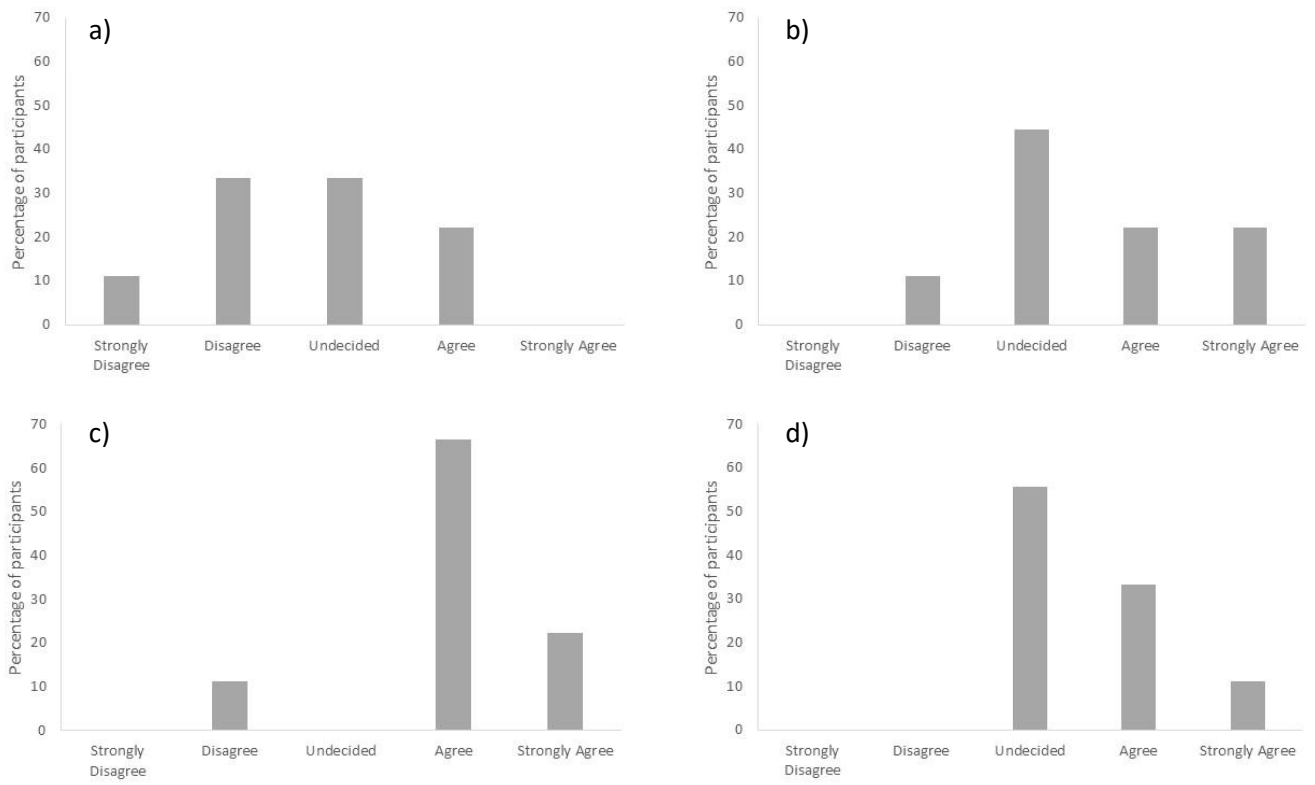 a)
Percentage of participants
70
60
50
40
30
20
10
0
Strongly
Disagree
Disagree
Undecided
Agree
Strongly Agree
b)
Percentage of participants
70
60
50
40
30
20
10
0
Strongly
Disagree
Disagree
Undecided
Agree
Strongly Agree
c)
Percentage of participants
70
60
50
40
30
20
10
0
Strongly
Disagree
Disagree
Undecided
Agree
Strongly Agree
d)
Percentage of participants
70
60
50
40
30
20
10
0
Strongly
Disagree
Disagree
Undecided
Agree
Strongly Agree